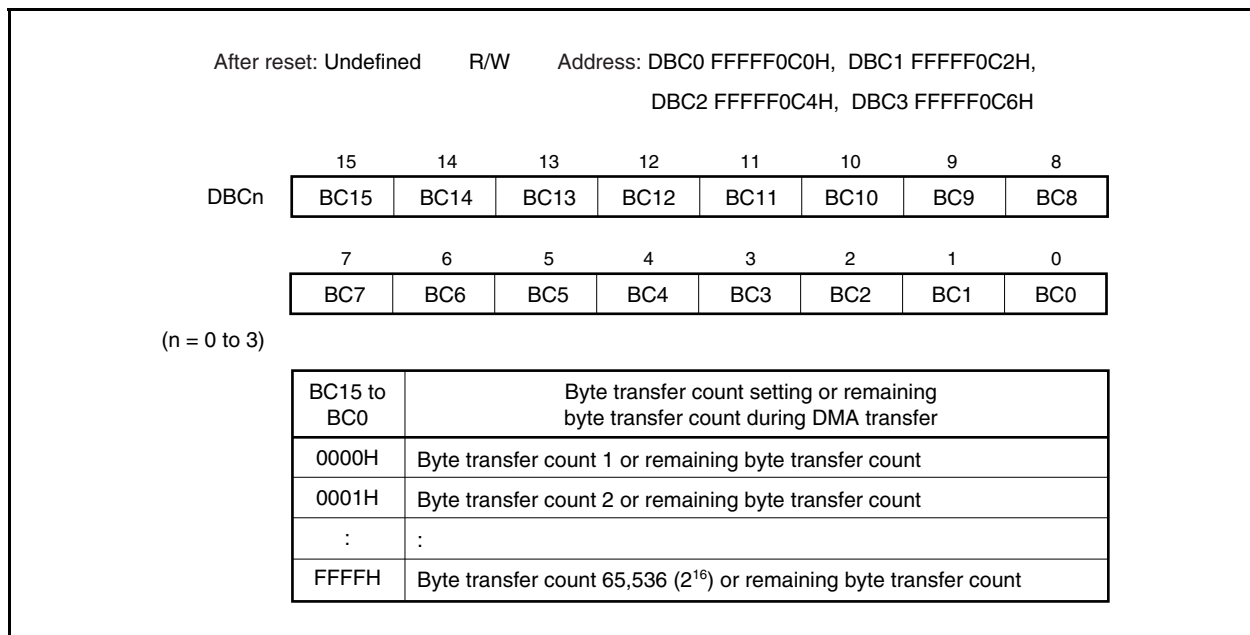 After reset: Undefined R/W Address: DBC0 FFFFF0C0H, DBC1 FFFFF0C2H,
DBC2 FFFFF0C4H, DBC3 FFFFF0C6H
15 14 13 12 11 10 9 8
DBCn BC15 BC14 BC13 BC12 BC11 BC10 BC9 BC8
7 6 5 4 3 2 1 0
BC7 BC6 BC5 BC4 BC3 BC2 BC1 BC0
(n = 0 to 3)
BC15 to BC0 Byte transfer count setting or remaining
byte transfer count during DMA transfer
0000H Byte transfer count 1 or remaining byte transfer count
0001H Byte transfer count 2 or remaining byte transfer count
: :
FFFFH Byte transfer count 65,536 (2¹⁶) or remaining byte transfer count